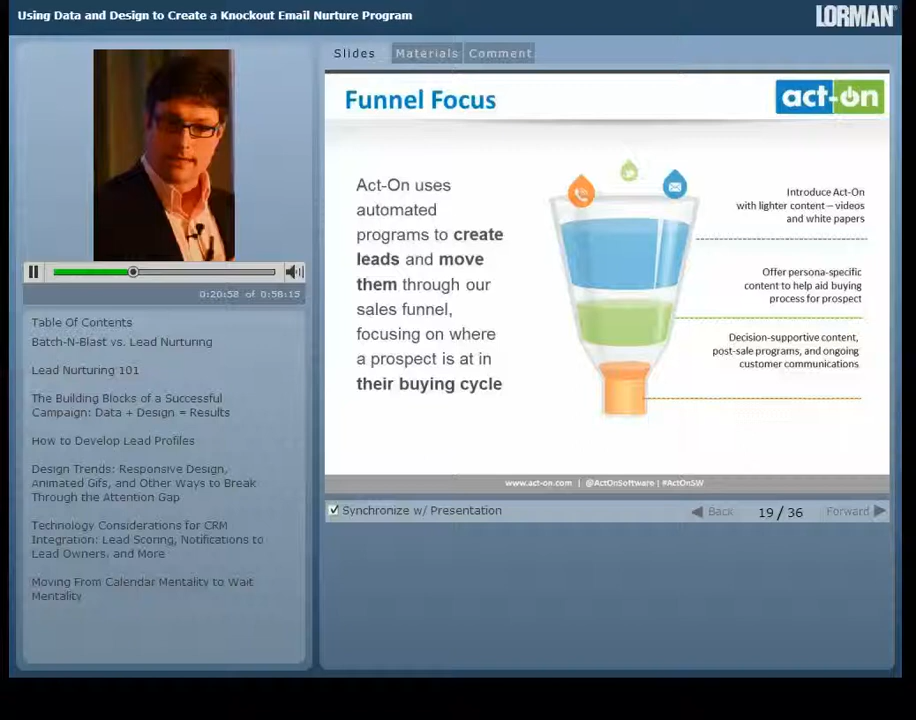 Using Data and Design to Create a Knockout Email Nurture Program
LORMAN
Slides
Materials
Comment
0:20:58 of 0:58:15
Table Of Contents
Batch-N-Blast vs. Lead Nurturing
Lead Nurturing 101
The Building Blocks of a Successful
Campaign: Data + Design = Results
How to Develop Lead Profiles
Design Trends: Responsive Design,
Animated Gifs, and Other Ways to Break
Through the Attention Gap
Technology Considerations for CRM
Integration: Lead Scoring, Notifications to
Lead Owners, and More
Moving From Calendar Mentality to Wait
Mentality
Funnel Focus
act-on
Act-On uses
automated
programs to create
leads and move
them through our
sales funnel,
focusing on where
a prospect is at in
their buying cycle
Introduce Act-On
with lighter content – videos
and white papers
Offer persona-specific
content to help aid buying
process for prospect
Decision-supportive content,
post-sale programs, and ongoing
customer communications
www.act-on.com | @ActOnSoftware | #ActOnSW
Synchronize w/ Presentation
Back
19 / 36
Forward